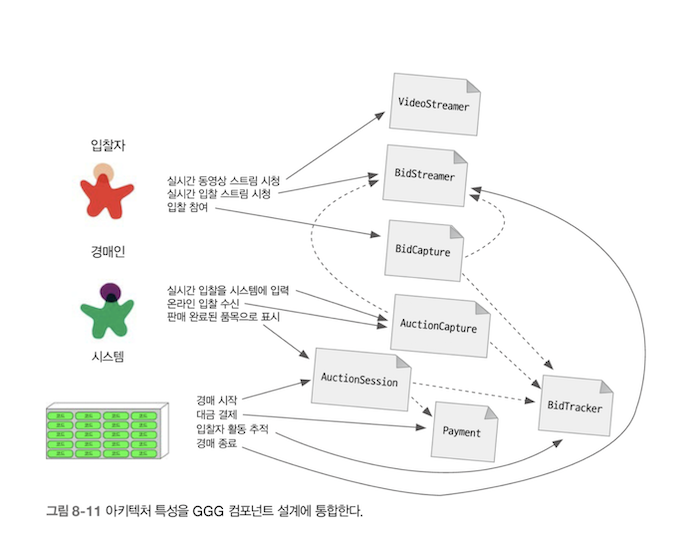 입찰자
실시간 동영상 스트림 시청
실시간 입찰 스트림 시청
입찰 참여
경매인
실시간 입찰을 시스템에 입력
온라인 입찰 수신
판매 완료된 품목으로 표시
시스템
경매 시작
대금 결제
입찰자 활동 추적
경매 종료
VideoStreamer
BidStreamer
BidCapture
AuctionCapture
AuctionSession
Payment
BidTracker
그림 8-11 아키텍처 특성을 GGG 컴포넌트 설계에 통합한다.